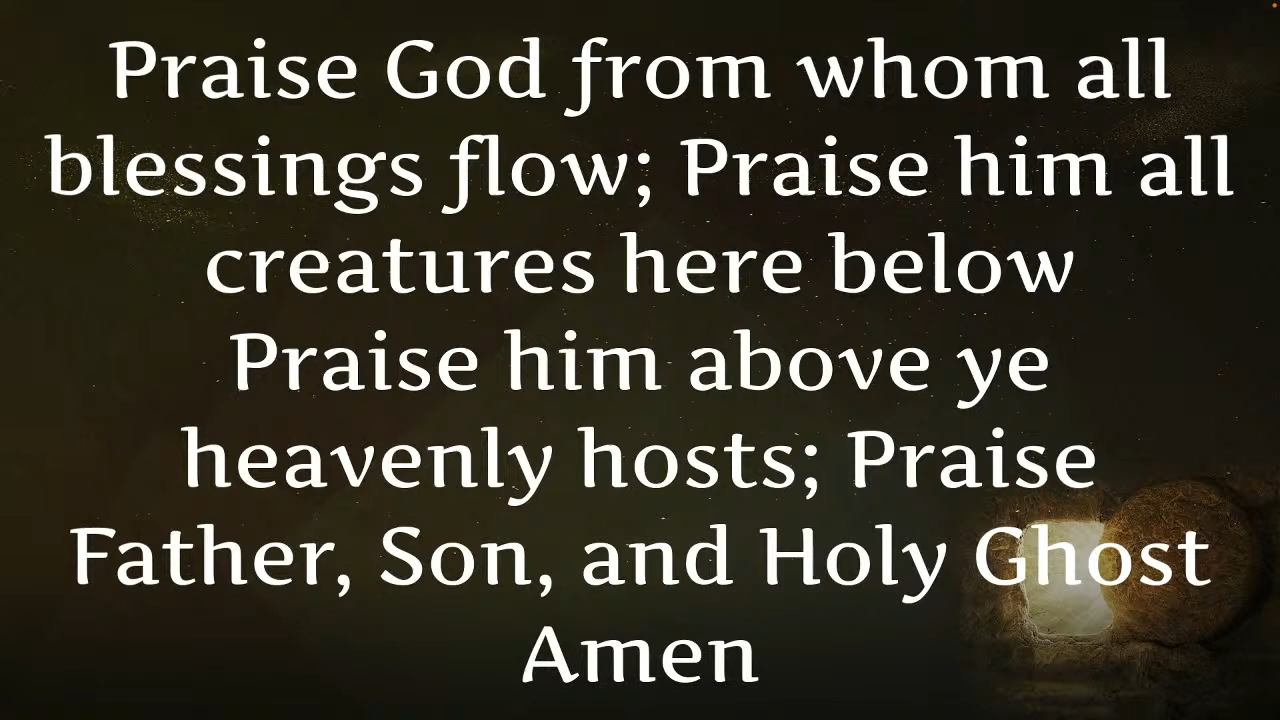 Praise God from whom all
blessings flow; Praise him all
creatures here below
Praise him above ye
heavenly hosts; Praise
Father, Son, and Holy Ghost
Amen